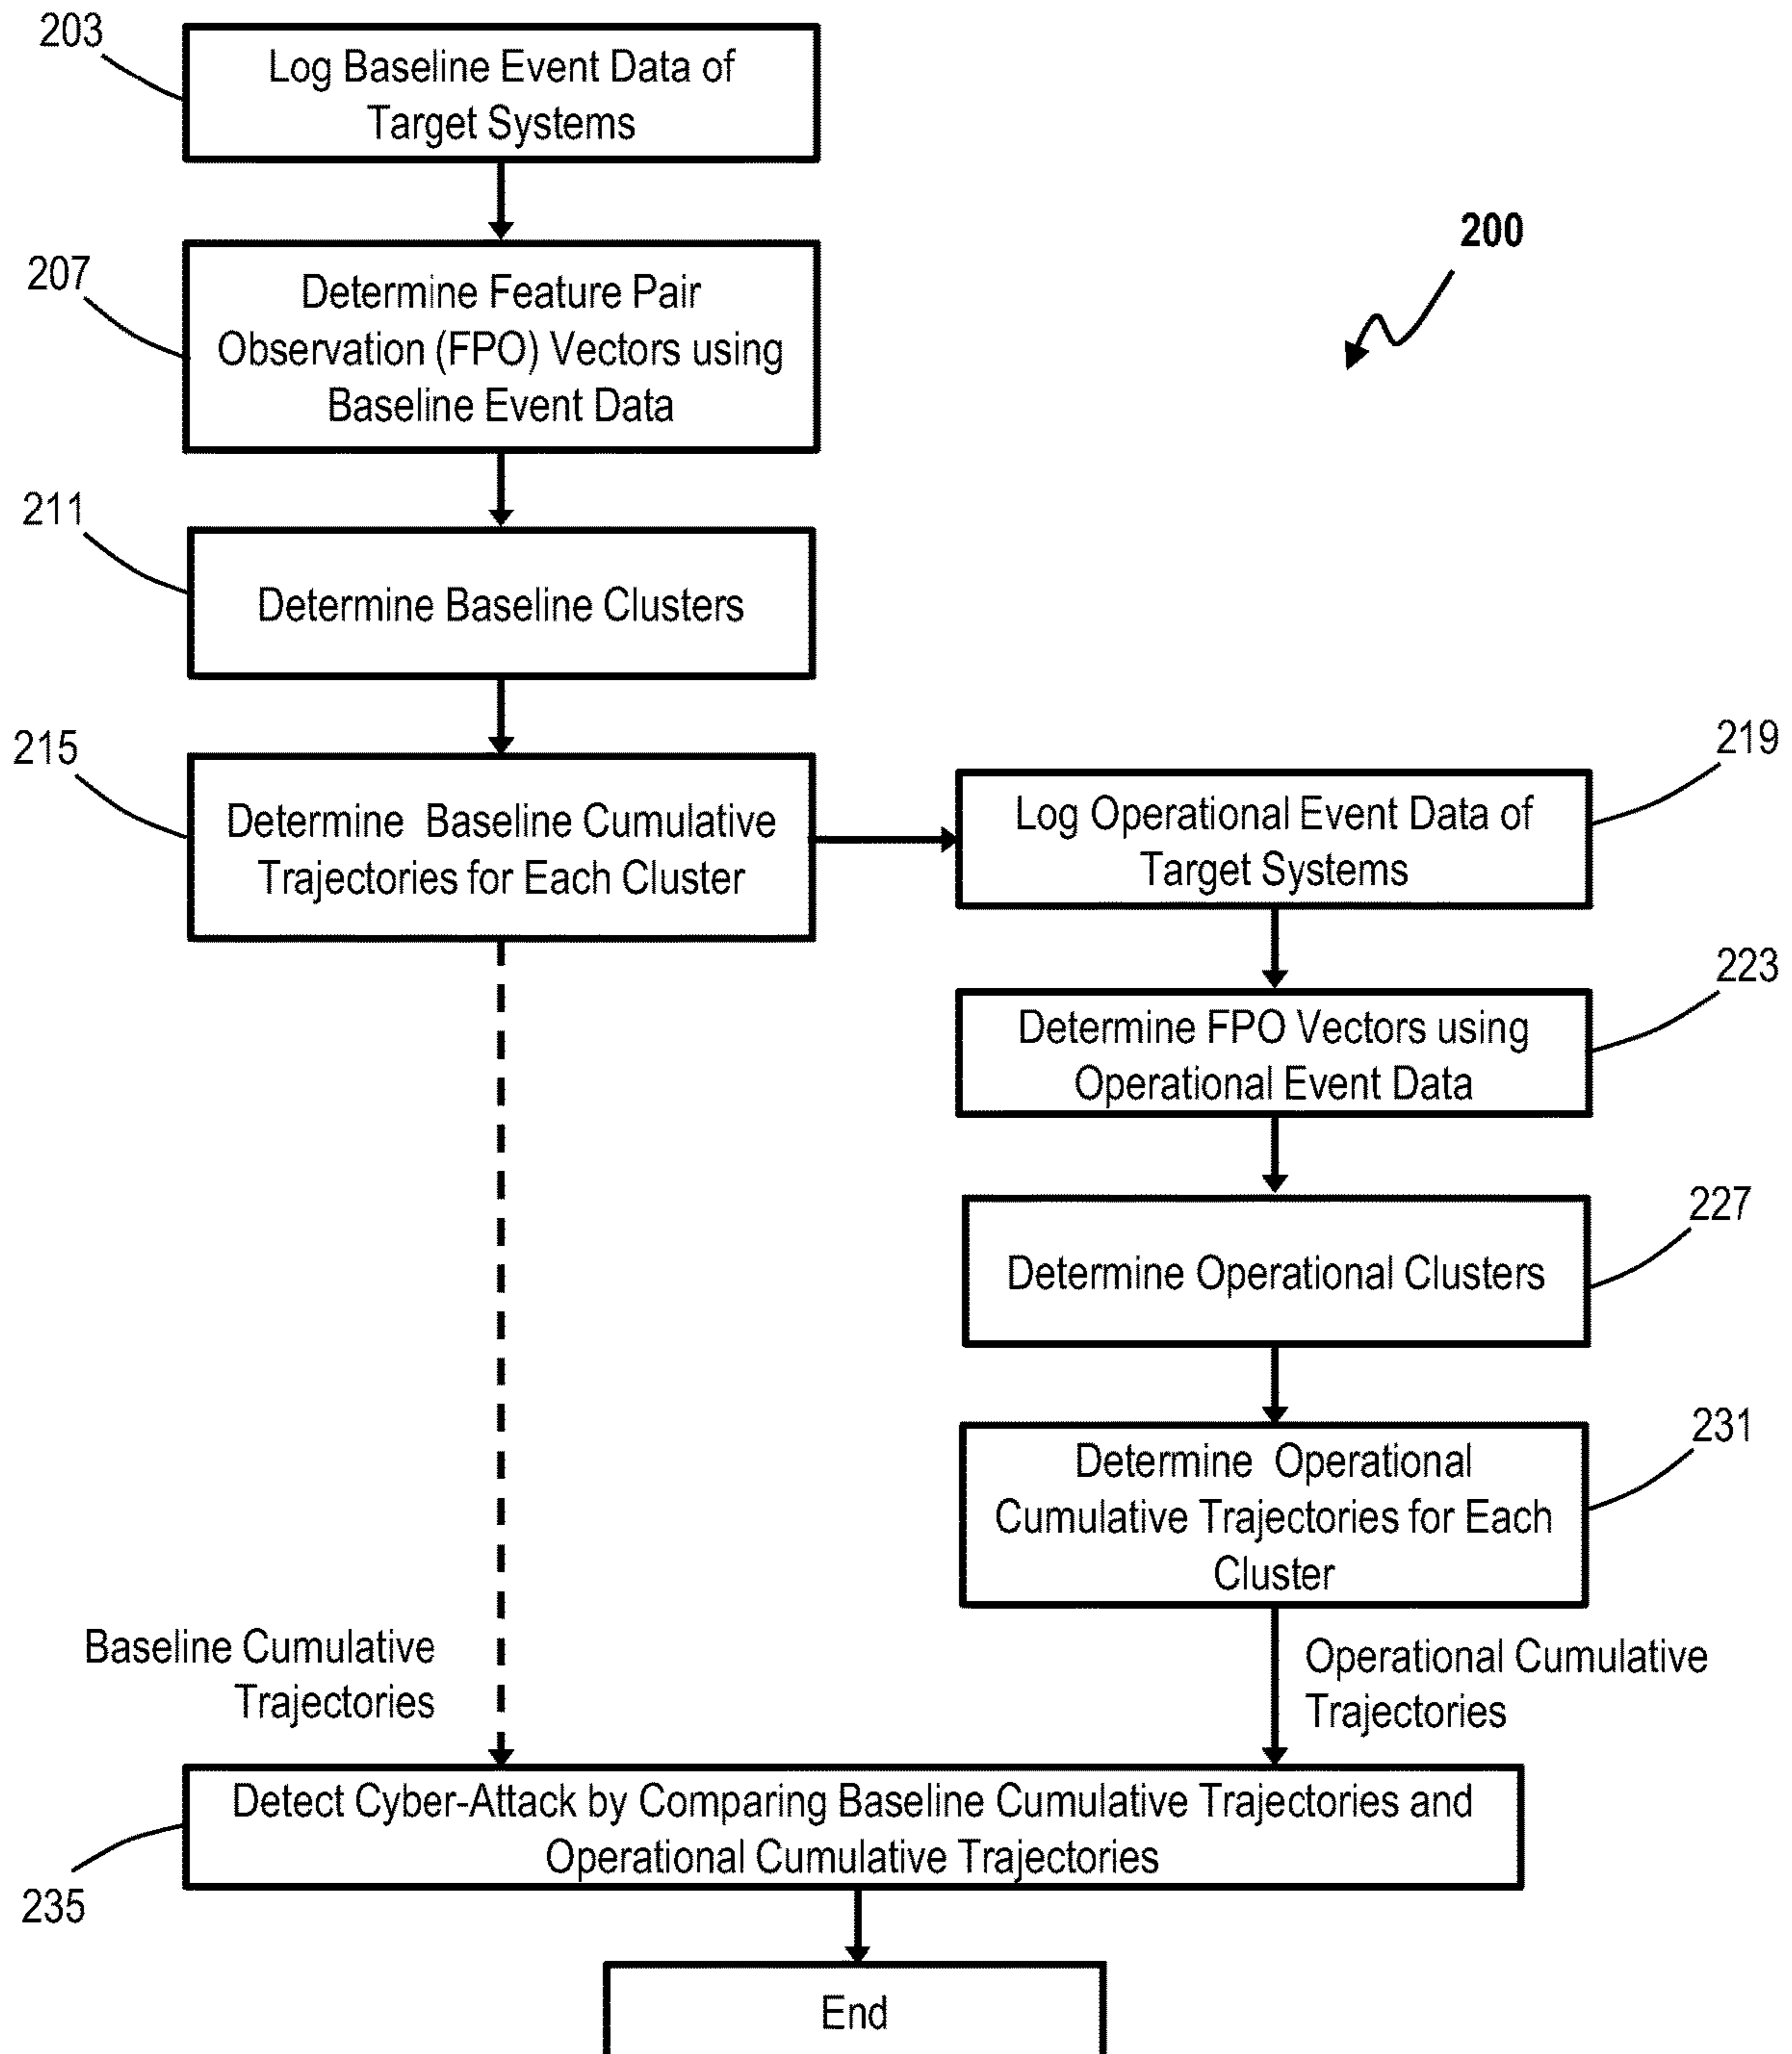 203
Log Baseline Event Data of
Target Systems
200
207
Determine Feature Pair
Observation (FPO) Vectors using
Baseline Event Data
211
Determine Baseline Clusters
215
Determine Baseline Cumulative
Trajectories for Each Cluster
219
Log Operational Event Data of
Target Systems
223
Determine FPO Vectors using
Operational Event Data
227
Determine Operational Clusters
231
Determine Operational
Cumulative Trajectories for Each
Cluster
Baseline Cumulative
Trajectories
Operational Cumulative
Trajectories
Detect Cyber-Attack by Comparing Baseline Cumulative Trajectories and
Operational Cumulative Trajectories
235
End